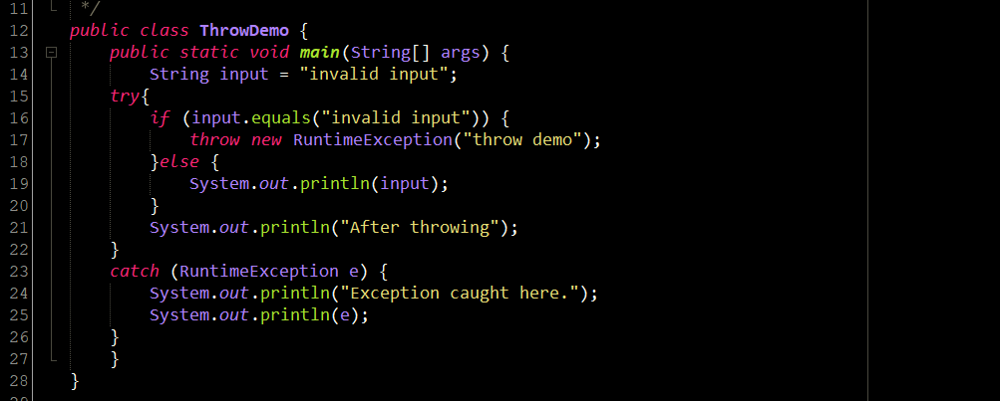 11 */
12 public class ThrowDemo {
13 public static void main(String[] args) {
14 String input = "invalid input";
15 try{
16 if (input.equals("invalid input")) {
17 throw new RuntimeException("throw demo");
18 }else {
19 System.out.println(input);
20 }
21 System.out.println("After throwing");
22 }
23 catch (RuntimeException e) {
24 System.out.println("Exception caught here.");
25 System.out.println(e);
26 }
27 }
28 }